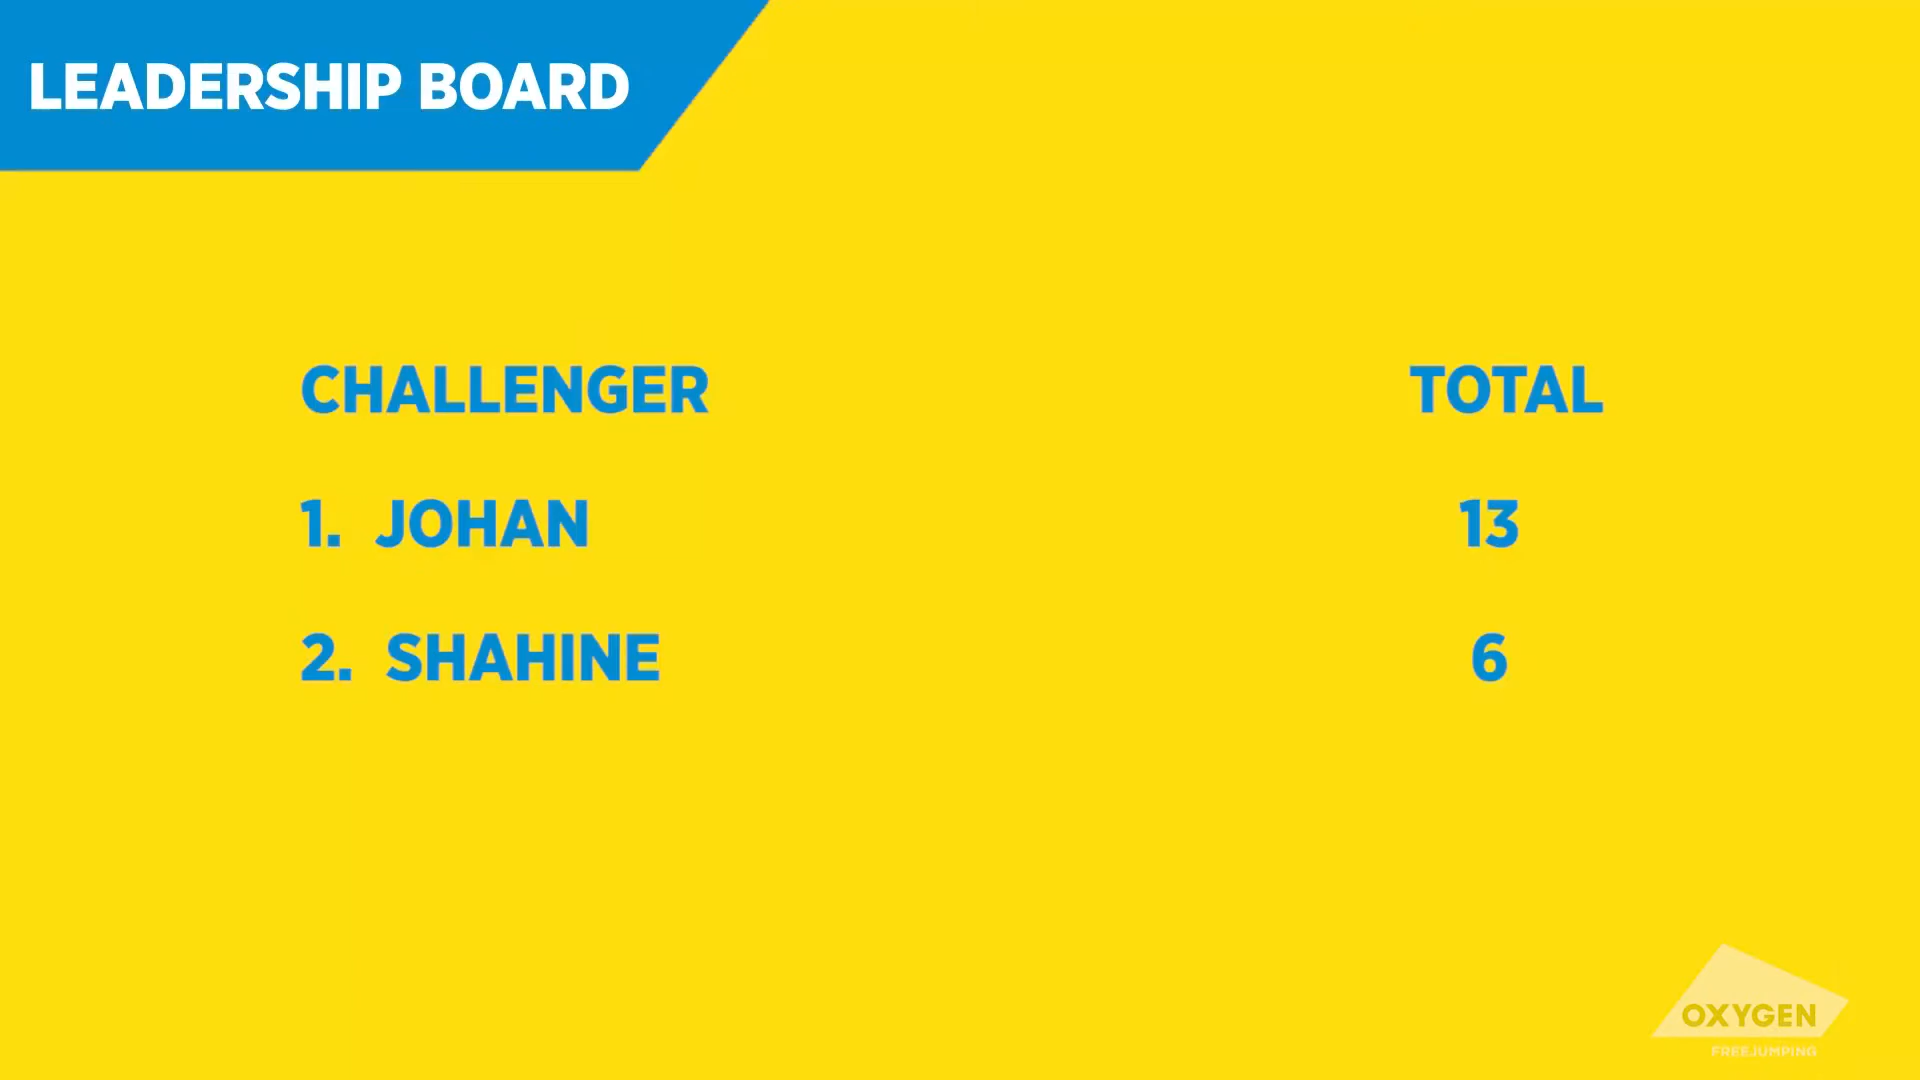 LEADERSHIP BOARD
CHALLENGER TOTAL
1. JOHAN 13
2. SHAHINE 6
OXYGEN
FREEJUMPING